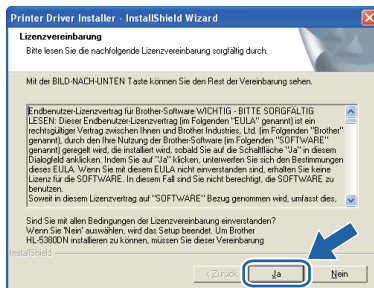 Printer Driver Installer - InstallShield Wizard
Lizenzvereinbarung
Bitte lesen Sie die nachfolgende Lizenzvereinbarung sorgfältig durch.
Mit der BILD-NACH-UNTEN Taste können Sie den Rest der Vereinbarung sehen.
Endbenutzer-Lizenzvertrag für Brother-Software WICHTIG - BITTE SORGFÄLTIG
LESEN: Dieser Endbenutzer-Lizenzvertrag (im Folgenden "EULA" genannt) ist ein
rechtsgültiger Vertrag zwischen Ihnen und Brother Industries, Ltd. (im Folgenden "Brother"
genannt), durch den Ihre Nutzung der Brother-Software (im Folgenden "SOFTWARE"
genannt) geregelt wird, die installiert wird, sobald Sie auf die Schaltfläche "Ja" in diesem
Dialogfeld anklicken. Indem Sie auf "Ja" klicken, unterwerfen Sie sich den Bestimmungen
dieses EULA. Wenn Sie mit diesem EULA nicht einverstanden sind, erhalten Sie keine
Lizenz für die SOFTWARE. In diesem Fall sind Sie nicht berechtigt, die SOFTWARE zu
benutzen.
Soweit in diesem Lizenzvertrag auf "SOFTWARE" Bezug genommen wird, umfasst dies,
Sind Sie mit allen Bedingungen der Lizenzvereinbarung einverstanden?
Wenn Sie 'Nein' auswählen, wird das Setup beendet. Um Brother
HL-5380DN installieren zu können, müssen Sie dieser Vereinbarung
InstallShield
< Zurück
Ja
Nein